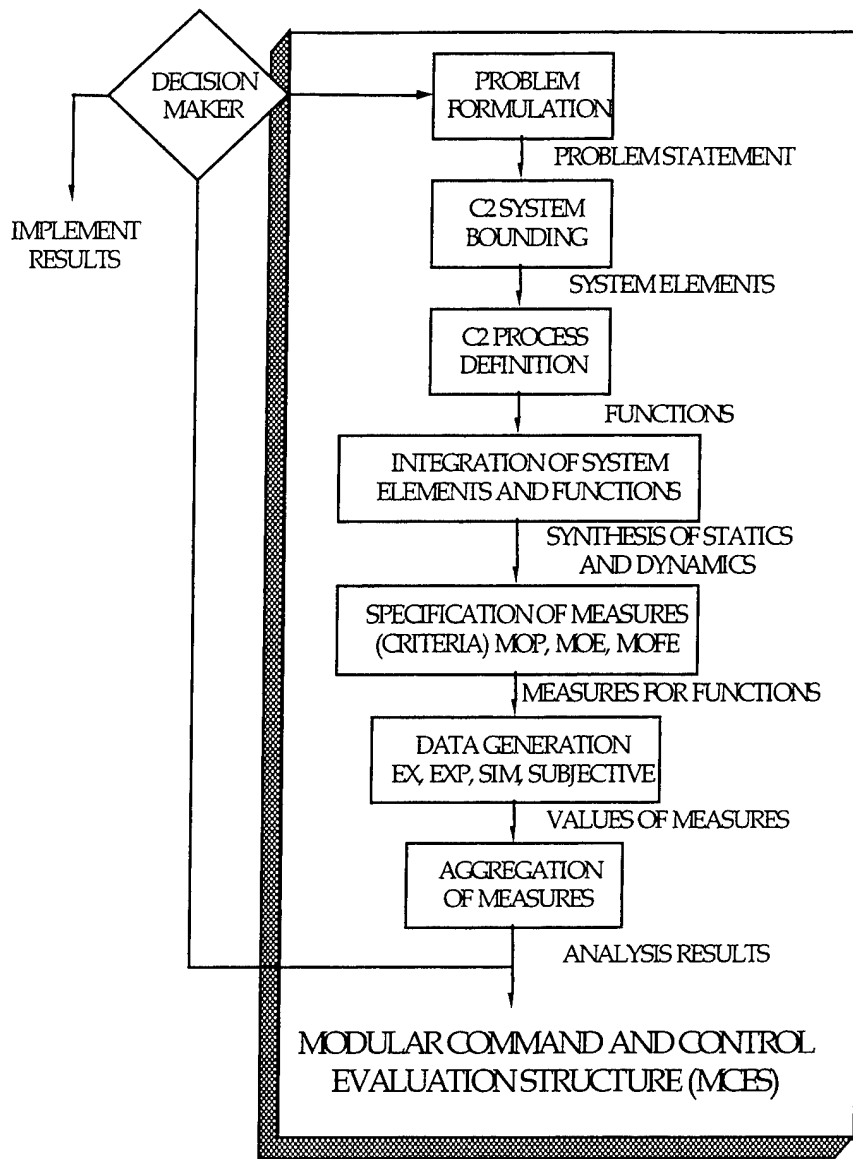 DECISION
MAKER
IMPLEMENT
RESULTS
PROBLEM
FORMULATION
PROBLEM STATEMENT
C2 SYSTEM
BOUNDING
SYSTEM ELEMENTS
C2 PROCESS
DEFINITION
FUNCTIONS
INTEGRATION OF SYSTEM
ELEMENTS AND FUNCTIONS
SYNTHESIS OF STATICS
AND DYNAMICS
SPECIFICATION OF MEASURES
(CRITERIA) MOP, MOE, MOFE
MEASURES FOR FUNCTIONS
DATA GENERATION
EX, EXP, SIM, SUBJECTIVE
VALUES OF MEASURES
AGGREGATION
OF MEASURES
ANALYSIS RESULTS
MODULAR COMMAND AND CONTROL
EVALUATION STRUCTURE (MCES)